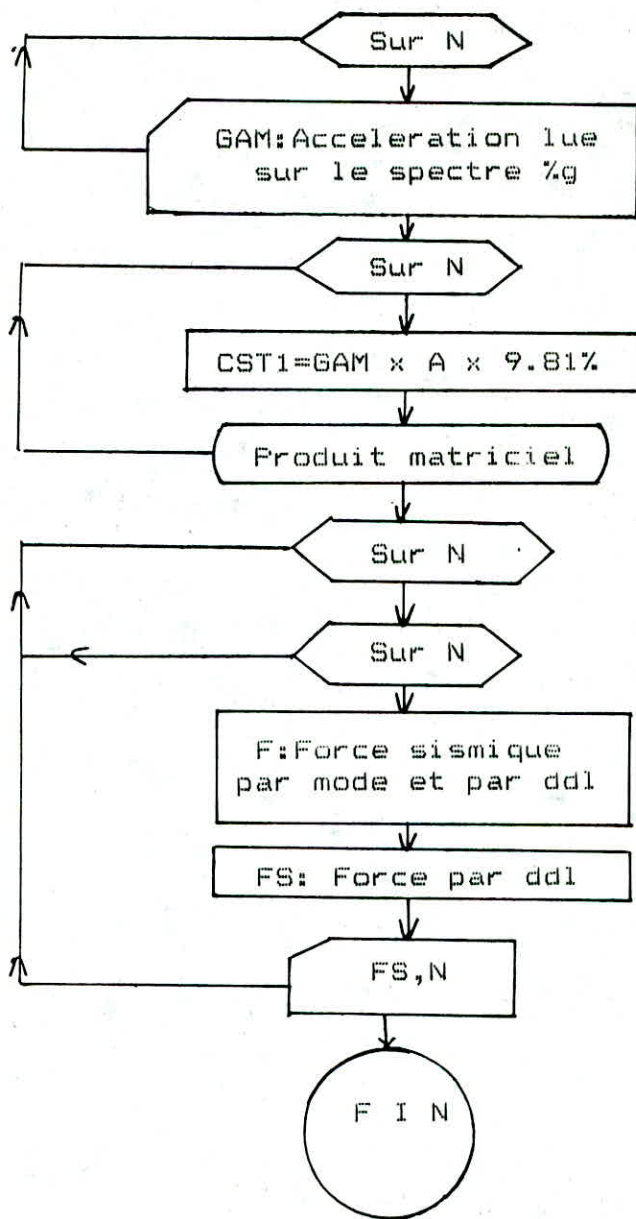 Sur N
GAM:Acceleration lue
sur le spectre %g
Sur N
CST1=GAM x A x 9.81%
Produit matriciel
Sur N
Sur N
F:Force sismique
par mode et par ddl
FS: Force par ddl
FS,N
F I N